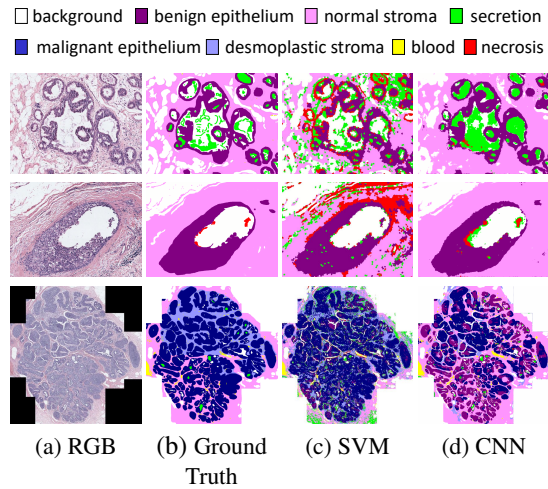 background benign epithelium normal stroma secretion
malignant epithelium desmoplastic stroma blood necrosis
(a) RGB (b) Ground Truth (c) SVM (d) CNN